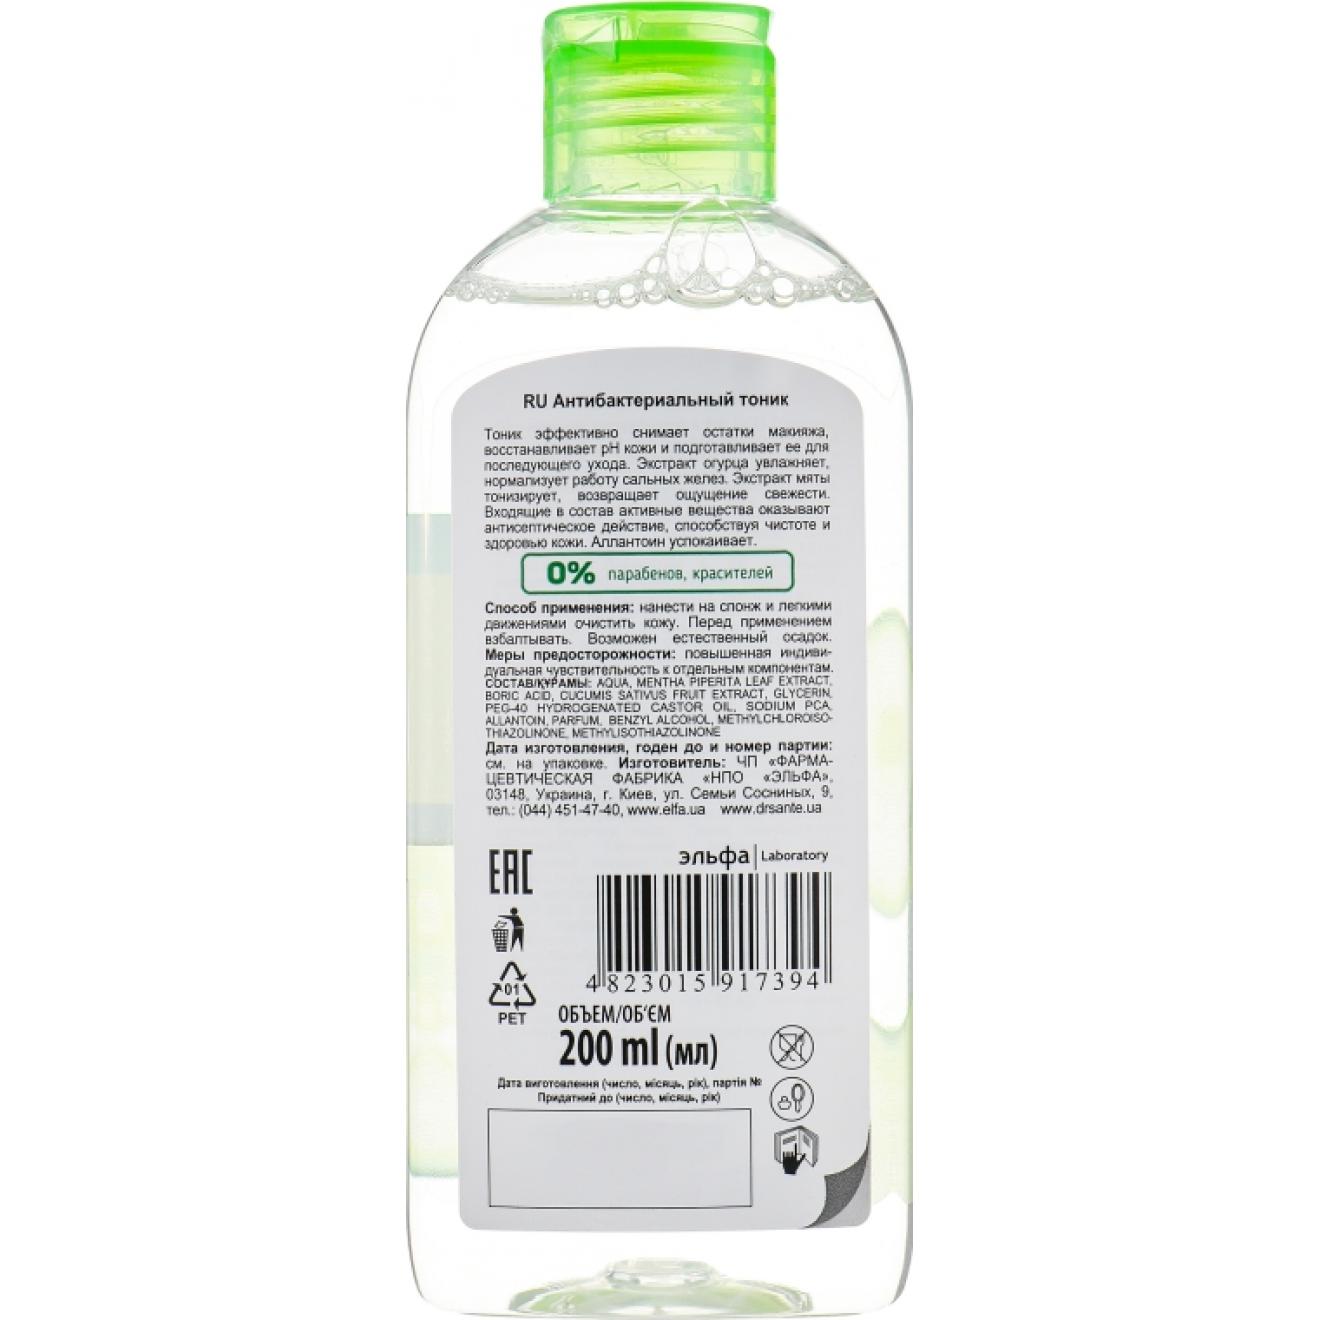 RU Антибактериальный тоник
Тоник эффективно снимает остатки макияжа,
восстанавливает pH кожи и подготавливает ее для
последующего ухода. Экстракт огурца увлажняет,
нормализует работу сальных желез. Экстракт мяты
тонизирует, возвращает ощущение свежести.
Входящие в состав активные вещества оказывают
антисептическое действие, способствуя чистоте и
здоровью кожи. Аллантоин успокаивает.
0% парабенов, красителей
Способ применения: нанести на спонж и легкими
движениями очистить кожу. Перед применением
взбалтывать. Возможен естественный осадок.
Меры предосторожности: повышенная индиви-
дуальная чувствительность к отдельным компонентам.
СОСТАВ/ҚҰРАМЫ: AQUA, MENTHA PIPERITA LEAF EXTRACT,
BORIC ACID, CUCUMIS SATIVUS FRUIT EXTRACT, GLYCERIN,
PEG-40 HYDROGENATED CASTOR OIL, SODIUM PCA,
ALLANTOIN, PARFUM, BENZYL ALCOHOL, METHYLCHLOROISO-
THIAZOLINONE, METHYLISOTHIAZOLINONE
Дата изготовления, годен до и номер партии:
см. на упаковке. Изготовитель: ЧП «ФАРМА-
ЦЕВТИЧЕСКАЯ ФАБРИКА «НПО «ЭЛЬФА»,
03148, Украина, г. Киев, ул. Семьи Сосниных, 9,
тел.: (044) 451-47-40, www.elfa.ua www.drsante.ua
эльфа Laboratory
EAC
4 823015 917394
01
PET
ОБЪЕМ/ОБ'ЄМ
200 ml (мл)
Дата виготовлення (число, місяць, рік), партія №
Придатний до (число, місяць, рік)